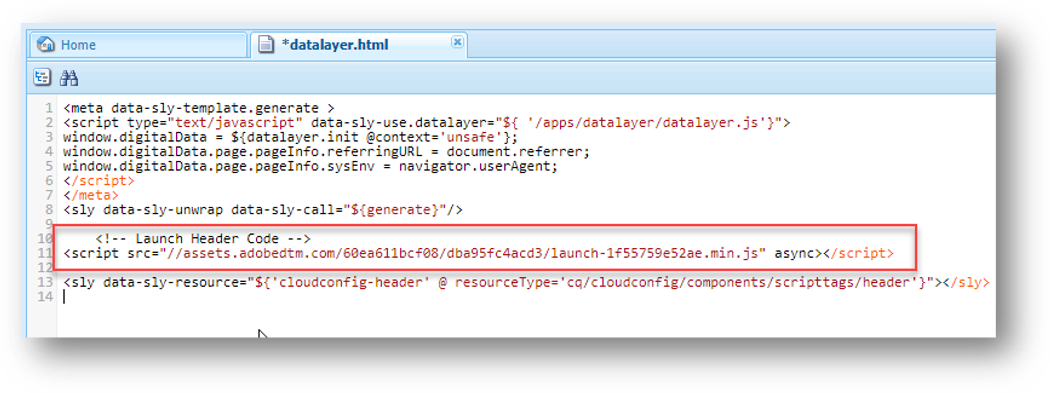 Home
*datalayer.html
1 <meta data-sly-template.generate >
2 <script type="text/javascript" data-sly-use.datalayer="${ '/apps/datalayer/datalayer.js'}">
3 window.digitalData = ${datalayer.init @context='unsafe'};
4 window.digitalData.page.pageInfo.referringURL = document.referrer;
5 window.digitalData.page.pageInfo.sysEnv = navigator.userAgent;
6 </script>
7 </meta>
8 <sly data-sly-unwrap data-sly-call="${generate}"/>
9
10 <!-- Launch Header Code -->
11 <script src="//assets.adobedtm.com/60ea611bcf08/dba95fc4acd3/launch-1f55759e52ae.min.js" async></script>
12
13 <sly data-sly-resource="${'cloudconfig-header' @ resourceType='cq/cloudconfig/components/scripttags/header'}"></sly>
14